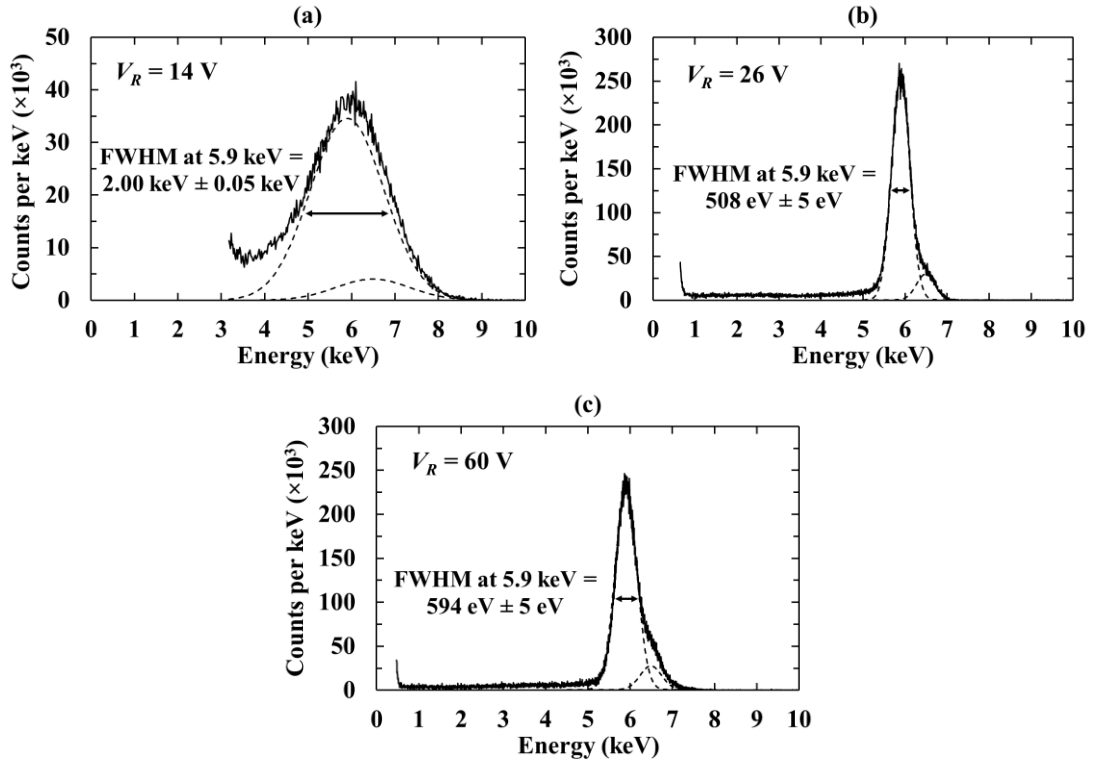 (a)
Counts per keV (×10³)
50
40
30
20
10
0
V_R = 14 V
FWHM at 5.9 keV =
2.00 keV ± 0.05 keV
0 1 2 3 4 5 6 7 8 9 10
Energy (keV)
(b)
Counts per keV (×10³)
300
250
200
150
100
50
0
V_R = 26 V
FWHM at 5.9 keV =
508 eV ± 5 eV
0 1 2 3 4 5 6 7 8 9 10
Energy (keV)
(c)
Counts per keV (×10³)
300
250
200
150
100
50
0
V_R = 60 V
FWHM at 5.9 keV =
594 eV ± 5 eV
0 1 2 3 4 5 6 7 8 9 10
Energy (keV)